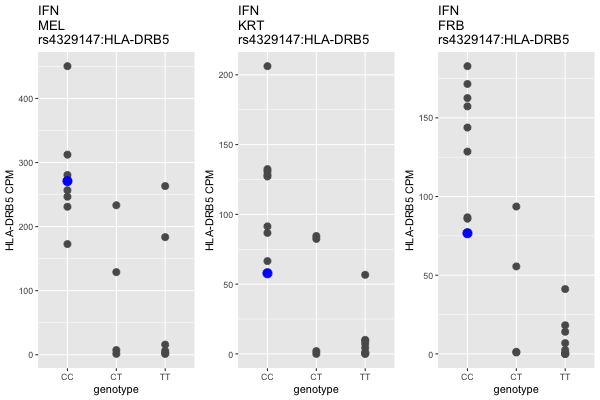 IFN
MEL
rs4329147:HLA-DRB5
HLA-DRB5 CPM
400
300
200
100
0
CC CT TT
genotype
IFN
KRT
rs4329147:HLA-DRB5
HLA-DRB5 CPM
200
150
100
50
0
CC CT TT
genotype
IFN
FRB
rs4329147:HLA-DRB5
HLA-DRB5 CPM
150
100
50
0
CC CT TT
genotype